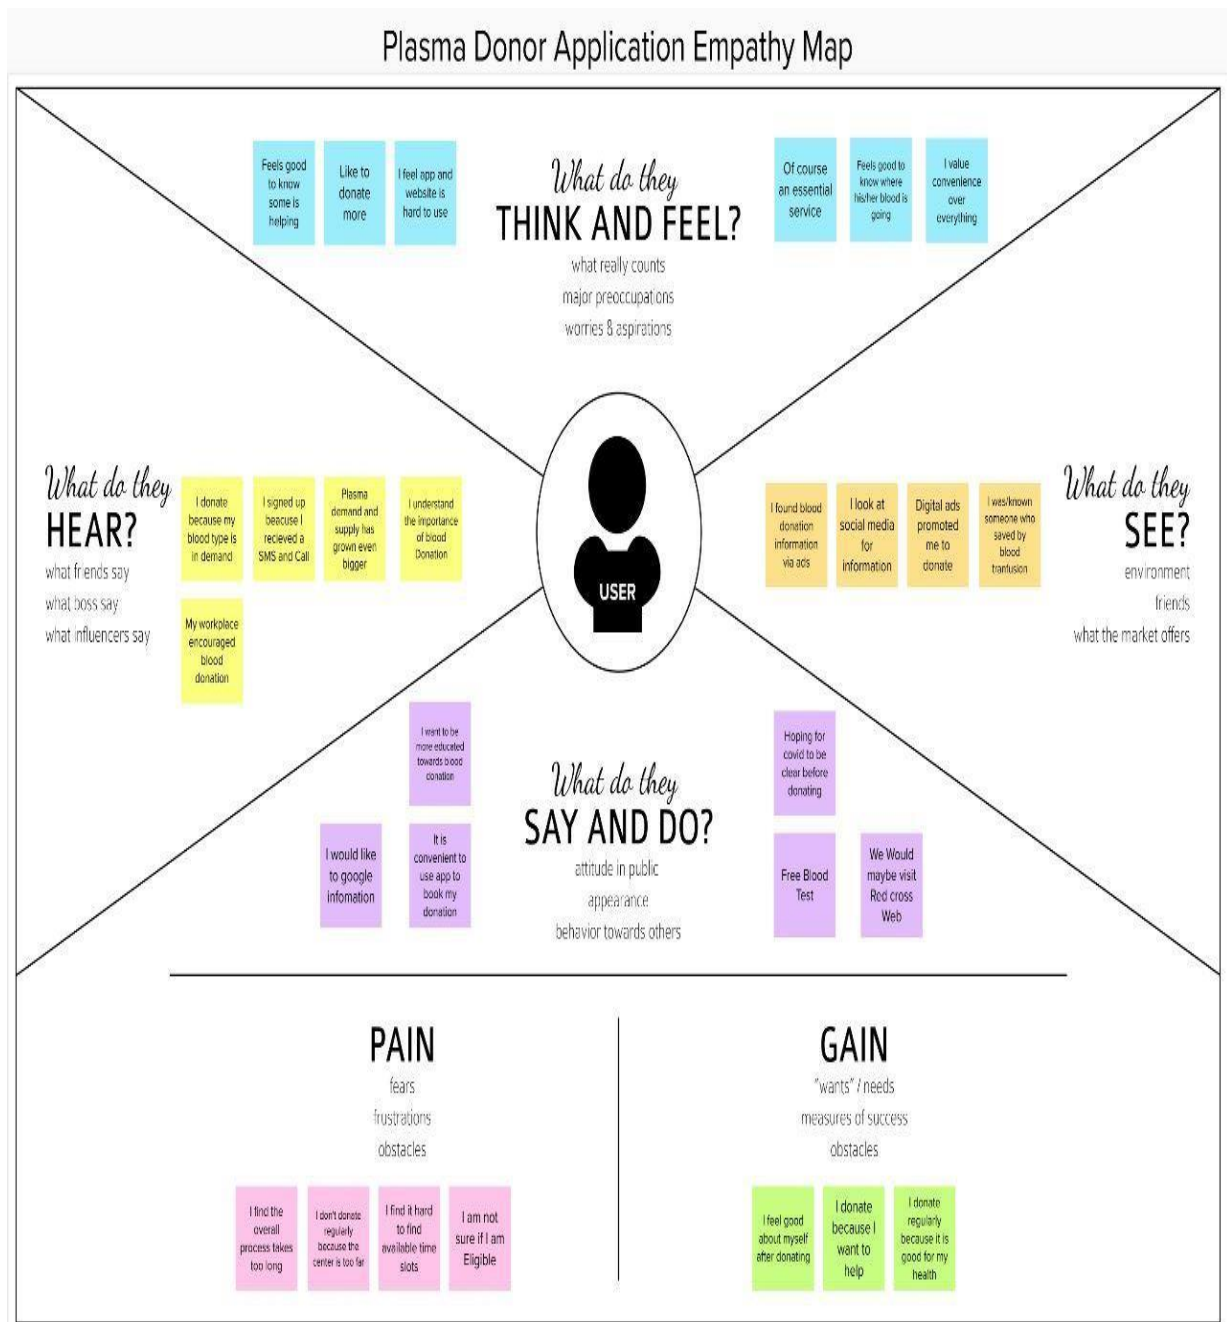 Plasma Donor Application Empathy Map
Feels good
to know
some is
helping
Like to
donate
more
I feel app and
website is
hard to use
What do they
THINK AND FEEL?
what really counts
major preoccupations
worries & aspirations
Of course
an essential
service
Feels good to
know where
his/her blood is
going
I value
convenience
over
everything
What do they
HEAR?
what friends say
what boss say
what influencers say
I donate
because my
blood type is
in demand
I signed up
beacuse I
recieved a
SMS and Call
Plasma
demand and
supply has
grown even
bigger
I understand
the importance
of blood
Donation
My workplace
encouraged
blood
donation
USER
I found blood
donation
information
via ads
I look at
social media
for
information
Digital ads
promoted
me to
donate
I was/known
someone who
saved by
blood
tranfusion
What do they
SEE?
environment
friends
what the market offers
I want to be
more educated
towards blood
donation
I would like
to google
infomation
It is
convenient to
use app to
book my
donation
What do they
SAY AND DO?
attitude in public
appearance
behavior towards others
Hoping for
covid to be
clear before
donating
Free Blood
Test
We Would
maybe visit
Red cross
Web
PAIN
fears
frustrations
obstacles
I find the
overall
process takes
too long
I don't donate
regularly
because the
center is too far
I find it hard
to find
available time
slots
I am not
sure if I am
Eligible
GAIN
"wants" / needs
measures of success
obstacles
I feel good
about myself
after donating
I donate
because I
want to
help
I donate
regularly
because it is
good for my
health